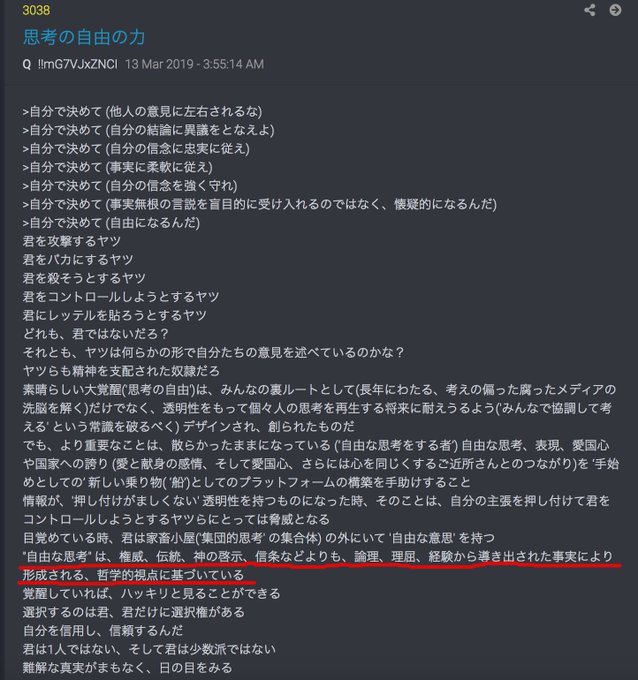 3038
思考の自由の力
Q !!mG7VJxZNCI 13 Mar 2019 - 3:55:14 AM
>自分で決めて (他人の意見に左右されるな)
>自分で決めて (自分の結論に異議をとなえよ)
>自分で決めて (自分の信念に忠実に従え)
>自分で決めて (事実に柔軟に従え)
>自分で決めて (自分の信念を強く守れ)
>自分で決めて (事実無根の言説を盲目的に受け入れるのではなく、懐疑的になるんだ)
>自分で決めて (自由になるんだ)
君を攻撃するヤツ
君をバカにするヤツ
君を殺そうとするヤツ
君をコントロールしようとするヤツ
君にレッテルを貼ろうとするヤツ
どれも、君ではないだろ？
それとも、ヤツは何らかの形で自分たちの意見を述べているのかな？
ヤツらも精神を支配された奴隷だろ
素晴らしい大覚醒('思考の自由')は、みんなの裏ルートとして(長年にわたる、考えの偏った腐ったメディアの
洗脳を解く)だけでなく、透明性をもって個々人の思考を再生する将来に耐えうるよう('みんなで協調して考
える' という常識を破るべく) デザインされ、創られたものだ
でも、より重要なことは、散らかったままになっている ('自由な思考をする者') 自由な思考、表現、愛国心
や国家への誇り (愛と献身の感情、そして愛国心、さらには心を同じくするご近所さんとのつながり)を '手始
めとしての' 新しい乗り物( '船')としてのプラットフォームの構築を手助けすること
情報が、'押し付けがましくない' 透明性を持つものになった時、そのことは、自分の主張を押し付けて君を
コントロールしようとするヤツらにとっては脅威となる
目覚めている時、君は家畜小屋('集団的思考' の集合体) の外にいて '自由な意思' を持つ
"自由な思考" は、権威、伝統、神の啓示、信条などよりも、論理、理屈、経験から導き出された事実により
形成される、哲学的視点に基づいている
覚醒していれば、ハッキリと見ることができる
選択するのは君、君だけに選択権がある
自分を信用し、信頼するんだ
君は1人ではない、そして君は少数派ではない
難解な真実がまもなく、日の目をみる